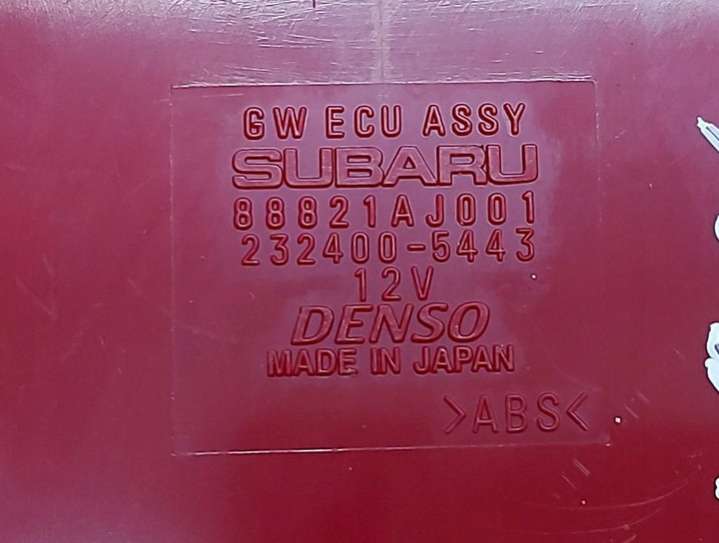 GW ECU ASSY
SUBARU
88821AJ001
232400-5443
12V
DENSO
MADE IN JAPAN
>ABS<